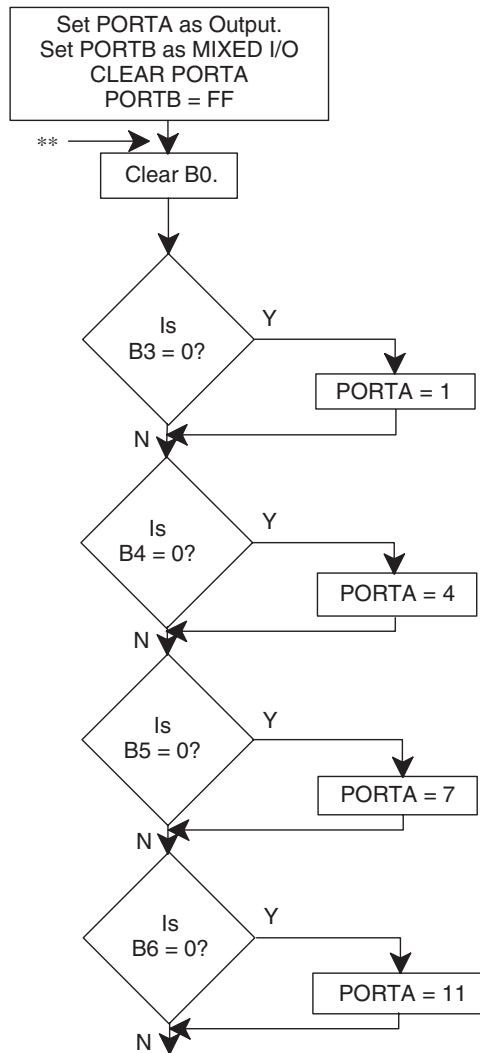 Set PORTA as Output.
Set PORTB as MIXED I/O
CLEAR PORTA
PORTB = FF
**
Clear B0.
Is
B3 = 0?
Y
PORTA = 1
N
Is
B4 = 0?
Y
PORTA = 4
N
Is
B5 = 0?
Y
PORTA = 7
N
Is
B6 = 0?
Y
PORTA = 11
N